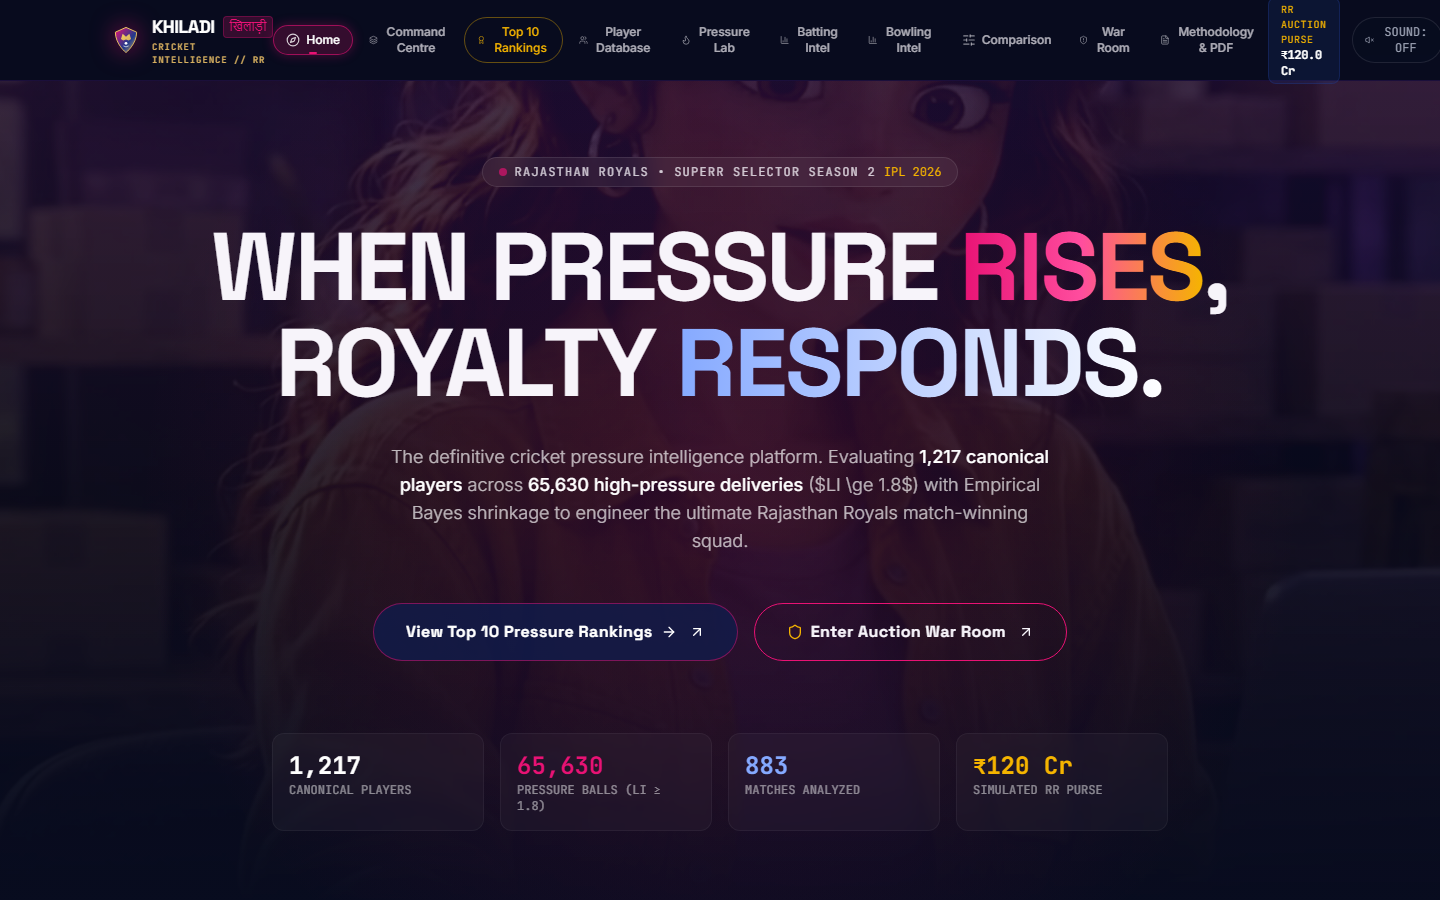 KHILADI खिलाड़ी
CRICKET
INTELLIGENCE // RR
Home
Command
Centre
Top 10
Rankings
Player
Database
Pressure
Lab
Batting
Intel
Bowling
Intel
Comparison
War
Room
Methodology
& PDF
RR
AUCTION
PURSE
₹120.0
Cr
SOUND:
OFF
RAJASTHAN ROYALS • SUPERR SELECTOR SEASON 2 IPL 2026
WHEN PRESSURE RISES,
ROYALTY RESPONDS.
The definitive cricket pressure intelligence platform. Evaluating 1,217 canonical
players across 65,630 high-pressure deliveries ($LI \ge 1.8$) with Empirical
Bayes shrinkage to engineer the ultimate Rajasthan Royals match-winning
squad.
View Top 10 Pressure Rankings
Enter Auction War Room
1,217
CANONICAL PLAYERS
65,630
PRESSURE BALLS (LI ≥
1.8)
883
MATCHES ANALYZED
₹120 Cr
SIMULATED RR PURSE